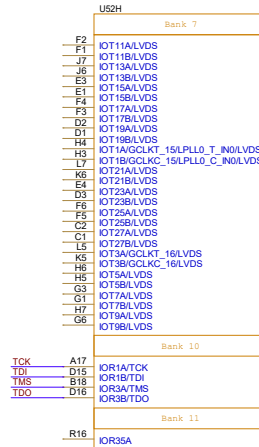 U52H
Bank 7
F2 IOT11A/LVDS
F1 IOT11B/LVDS
J7 IOT13A/LVDS
J6 IOT13B/LVDS
E3 IOT15A/LVDS
E1 IOT15B/LVDS
F4 IOT17A/LVDS
F3 IOT17B/LVDS
D2 IOT19A/LVDS
D1 IOT19B/LVDS
H4 IOT1A/GCLKT_15/LPLL0_T_IN0/LVDS
H3 IOT1B/GCLKC_15/LPLL0_C_IN0/LVDS
L7 IOT21A/LVDS
K6 IOT21B/LVDS
E4 IOT23A/LVDS
D3 IOT23B/LVDS
F6 IOT25A/LVDS
F5 IOT25B/LVDS
C2 IOT27A/LVDS
C1 IOT27B/LVDS
L5 IOT3A/GCLKT_16/LVDS
K5 IOT3B/GCLKC_16/LVDS
H6 IOT5A/LVDS
H5 IOT5B/LVDS
G3 IOT7A/LVDS
G1 IOT7B/LVDS
H7 IOT9A/LVDS
G6 IOT9B/LVDS
Bank 10
TCK A17 IOR1A/TCK
TDI D15 IOR1B/TDI
TMS B18 IOR3A/TMS
TDO D16 IOR3B/TDO
Bank 11
R16 IOR35A